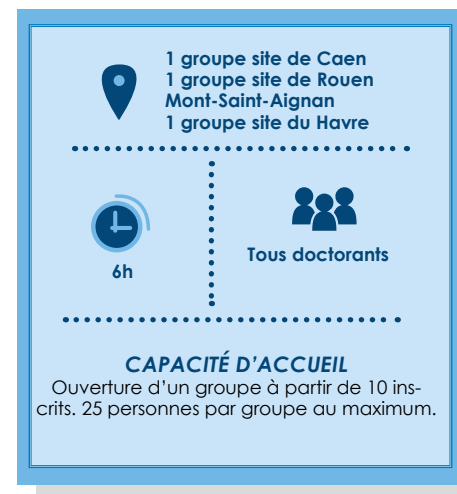 1 groupe site de Caen
1 groupe site de Rouen
Mont-Saint-Aignan
1 groupe site du Havre
6h
Tous doctorants
CAPACITÉ D’ACCUEIL
Ouverture d’un groupe à partir de 10 ins-
crits. 25 personnes par groupe au maximum.